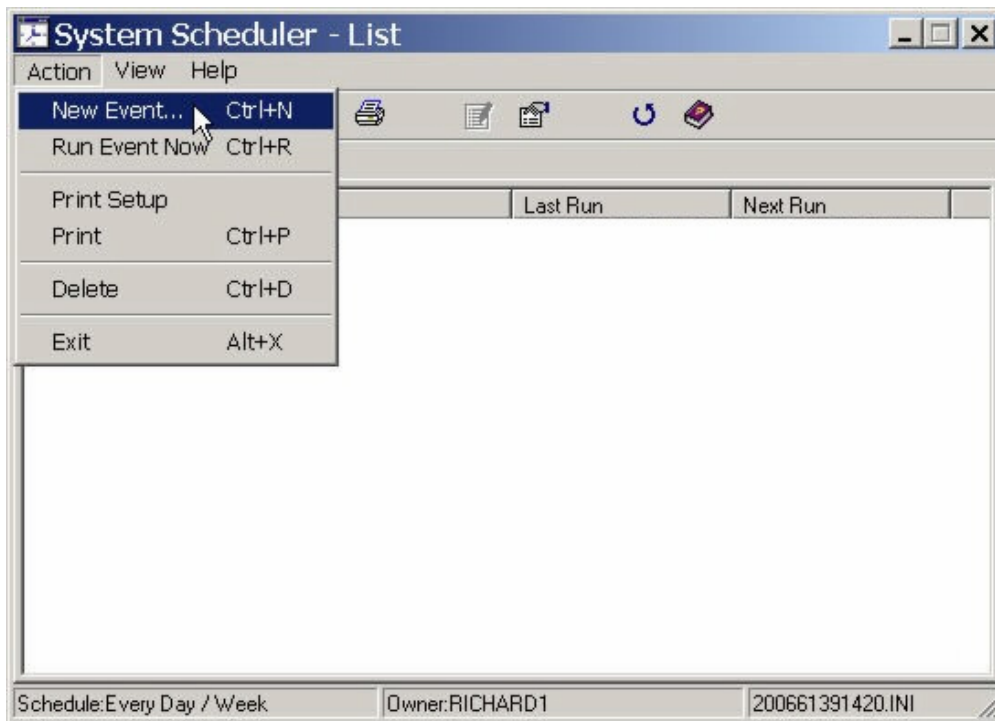 System Scheduler - List
Action View Help
New Event... Ctrl+N
Run Event Now Ctrl+R
Print Setup
Print Ctrl+P
Delete Ctrl+D
Exit Alt+X
Last Run Next Run
Schedule:Every Day / Week Owner:RICHARD1 200661391420.INI